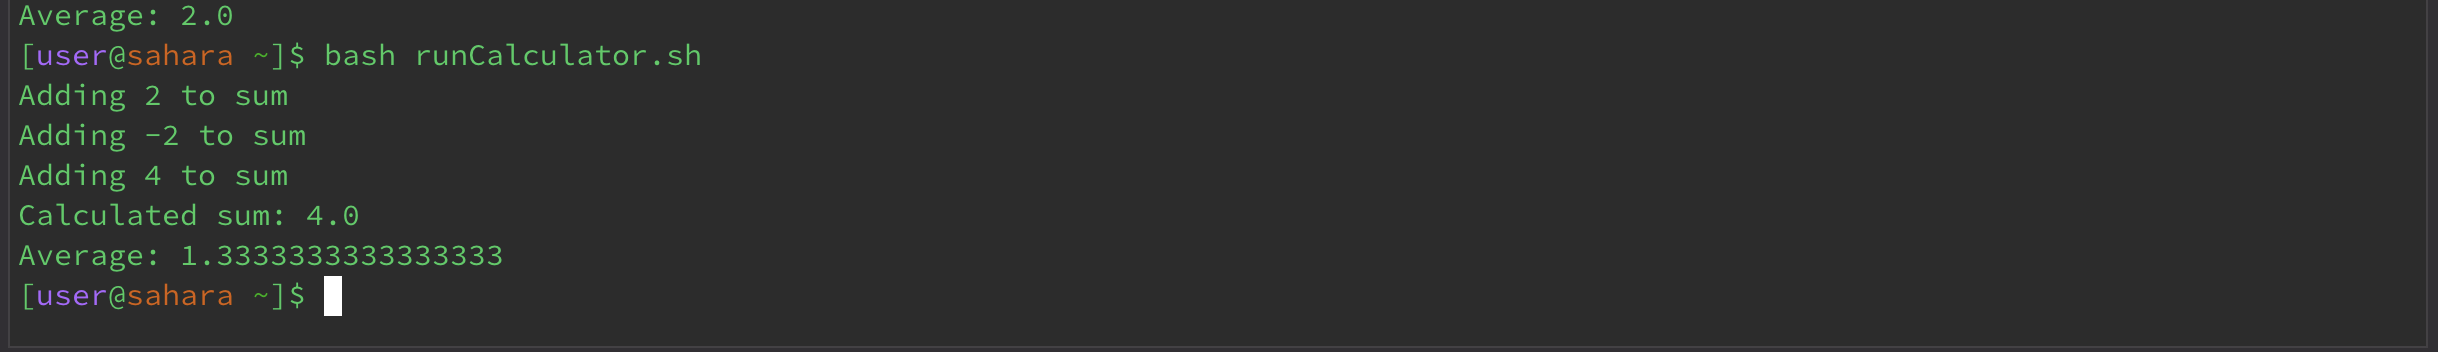 Average: 2.0
[user@sahara ~]$ bash runCalculator.sh
Adding 2 to sum
Adding -2 to sum
Adding 4 to sum
Calculated sum: 4.0
Average: 1.3333333333333333
[user@sahara ~]$